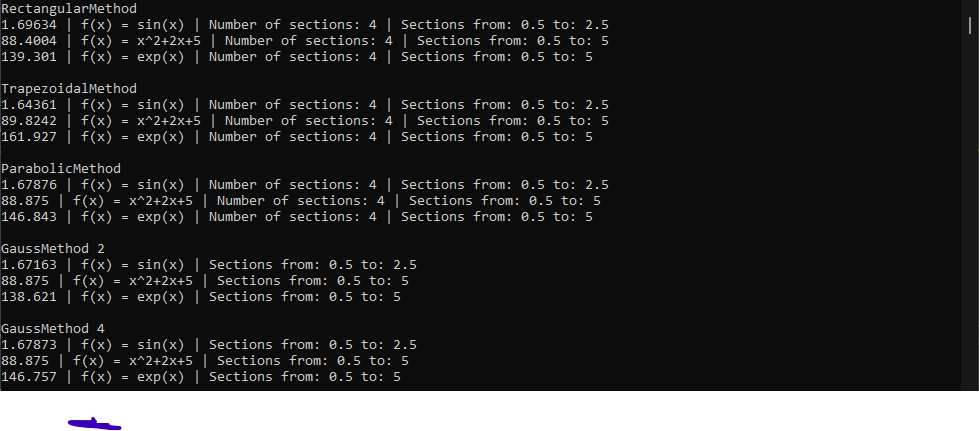 RectangularMethod
1.69634 | f(x) = sin(x) | Number of sections: 4 | Sections from: 0.5 to: 2.5
88.4004 | f(x) = x^2+2x+5 | Number of sections: 4 | Sections from: 0.5 to: 5
139.301 | f(x) = exp(x) | Number of sections: 4 | Sections from: 0.5 to: 5
TrapezoidalMethod
1.64361 | f(x) = sin(x) | Number of sections: 4 | Sections from: 0.5 to: 2.5
89.8242 | f(x) = x^2+2x+5 | Number of sections: 4 | Sections from: 0.5 to: 5
161.927 | f(x) = exp(x) | Number of sections: 4 | Sections from: 0.5 to: 5
ParabolicMethod
1.67876 | f(x) = sin(x) | Number of sections: 4 | Sections from: 0.5 to: 2.5
88.875 | f(x) = x^2+2x+5 | Number of sections: 4 | Sections from: 0.5 to: 5
146.843 | f(x) = exp(x) | Number of sections: 4 | Sections from: 0.5 to: 5
GaussMethod 2
1.67163 | f(x) = sin(x) | Sections from: 0.5 to: 2.5
88.875 | f(x) = x^2+2x+5 | Sections from: 0.5 to: 5
138.621 | f(x) = exp(x) | Sections from: 0.5 to: 5
GaussMethod 4
1.67873 | f(x) = sin(x) | Sections from: 0.5 to: 2.5
88.875 | f(x) = x^2+2x+5 | Sections from: 0.5 to: 5
146.757 | f(x) = exp(x) | Sections from: 0.5 to: 5